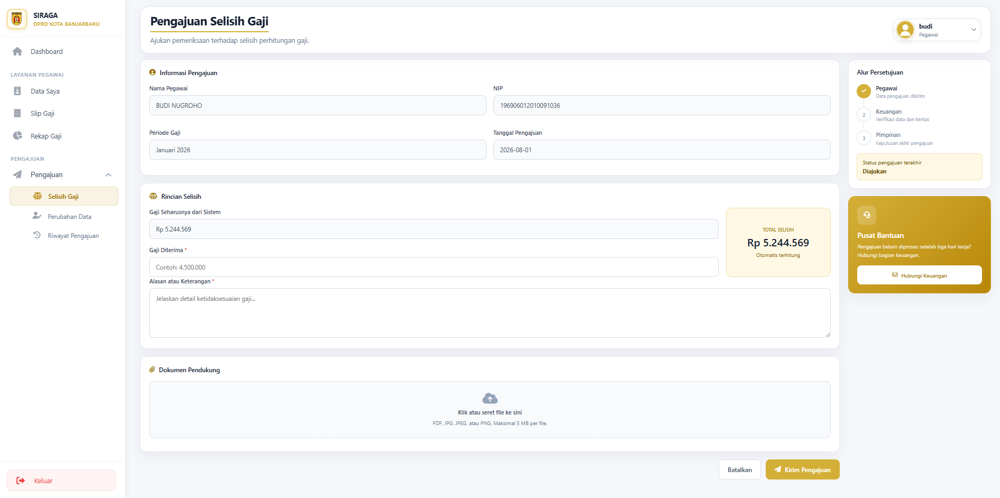 SIRAGA
DPRD KOTA BANJARBARU
Dashboard
LAYANAN PEGAWAI
Data Saya
Slip Gaji
Rekap Gaji
PENGAJUAN
Pengajuan
Selisih Gaji
Perubahan Data
Riwayat Pengajuan
Keluar
Pengajuan Selisih Gaji
Ajukan pemeriksaan terhadap selisih perhitungan gaji.
budi
Pegawai
Informasi Pengajuan
Nama Pegawai
BUDI NUGROHO
NIP
196906012010091036
Periode Gaji
Januari 2026
Tanggal Pengajuan
2026-08-01
Rincian Selisih
Gaji Seharusnya dari Sistem
Rp 5.244.569
Gaji Diterima *
Contoh: 4.500.000
TOTAL SELISIH
Rp 5.244.569
Otomatis terhitung
Alasan atau Keterangan *
Jelaskan detail ketidaksesuaian gaji...
Dokumen Pendukung
Klik atau seret file ke sini
PDF, JPG, JPEG, atau PNG. Maksimal 5 MB per file.
Batalkan
Kirim Pengajuan
Alur Persetujuan
Pegawai
Data pengajuan dikirim
2
Keuangan
Verifikasi data dan berkas
3
Pimpinan
Keputusan akhir pengajuan
Status pengajuan terakhir
Diajukan
Pusat Bantuan
Pengajuan belum diproses setelah tiga hari kerja?
Hubungi bagian keuangan.
Hubungi Keuangan